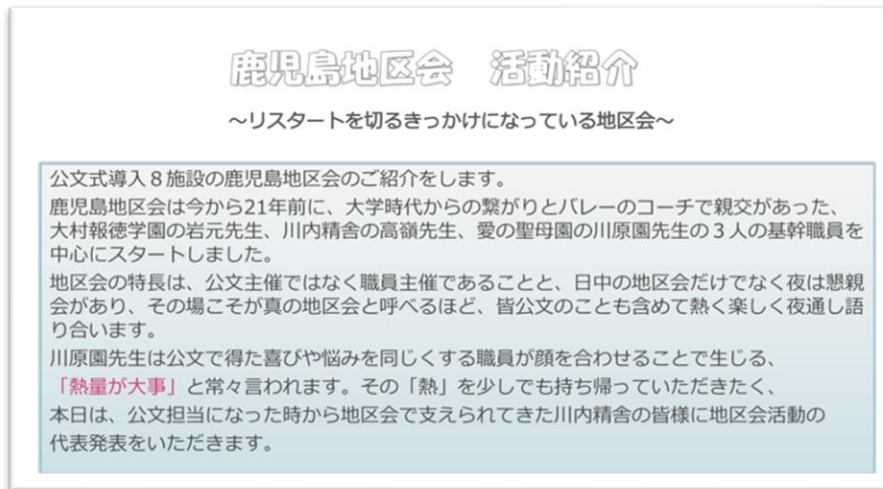 鹿児島地区会　活動紹介
～リスタートを切るきっかけになっている地区会～
公文式導入８施設の鹿児島地区会のご紹介をします。
鹿児島地区会は今から21年前に、大学時代からの繋がりとバレーのコーチで親交があった、
大村報徳学園の岩元先生、川内精舎の高嶺先生、愛の聖母園の川原園先生の３人の基幹職員を
中心にスタートしました。
地区会の特長は、公文主催ではなく職員主催であることと、日中の地区会だけでなく夜は懇親
会があり、その場こそが真の地区会と呼べるほど、皆公文のことも含めて熱く楽しく夜通し語
り合います。
川原園先生は公文で得た喜びや悩みを同じくする職員が顔を合わせることで生じる、
「熱量が大事」と常々言われます。その「熱」を少しでも持ち帰っていただきたく、
本日は、公文担当になった時から地区会で支えられてきた川内精舎の皆様に地区会活動の
代表発表をいただきます。